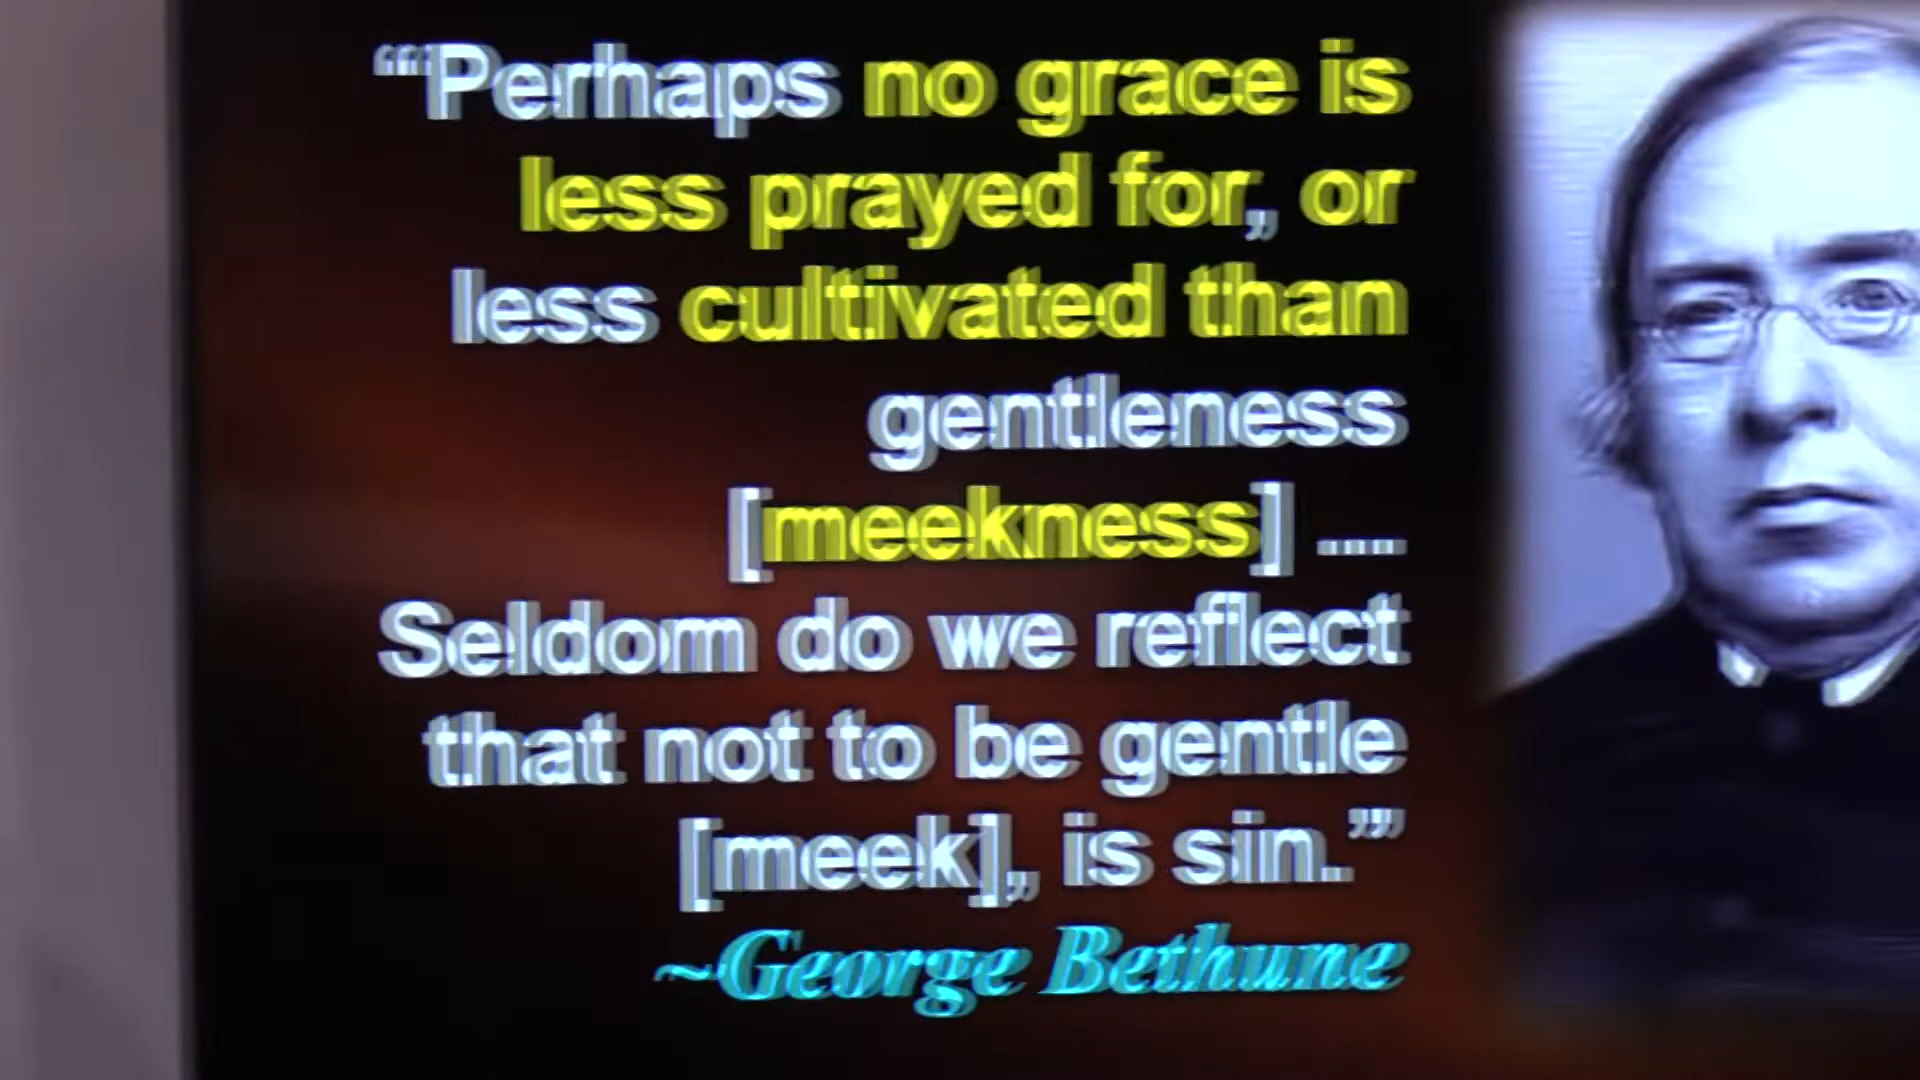 “Perhaps no grace is
less prayed for, or
less cultivated than
gentleness
[meekness] ....
Seldom do we reflect
that not to be gentle
[meek], is sin.”
~George Bethune